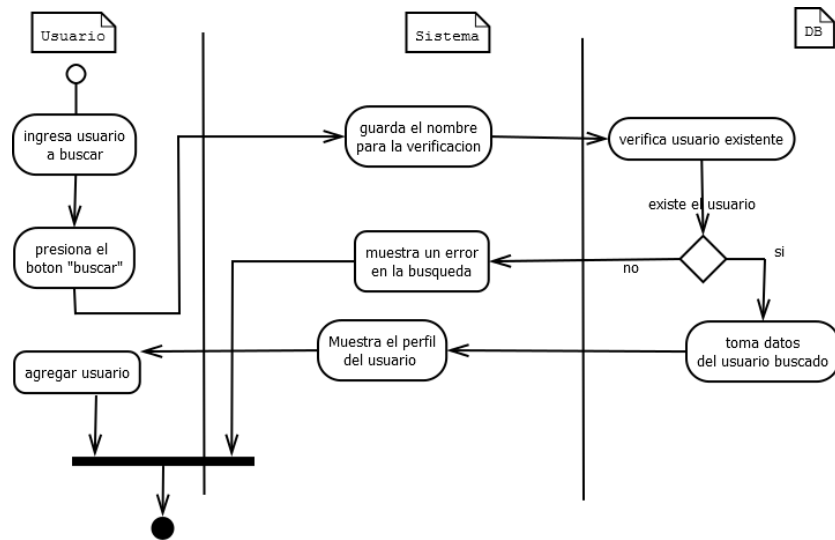 Usuario
Sistema
DB
ingresa usuario
a buscar
guarda el nombre
para la verificacion
verifica usuario existente
existe el usuario
presiona el
boton "buscar"
muestra un error
en la busqueda
no
si
agregar usuario
Muestra el perfil
del usuario
toma datos
del usuario buscado